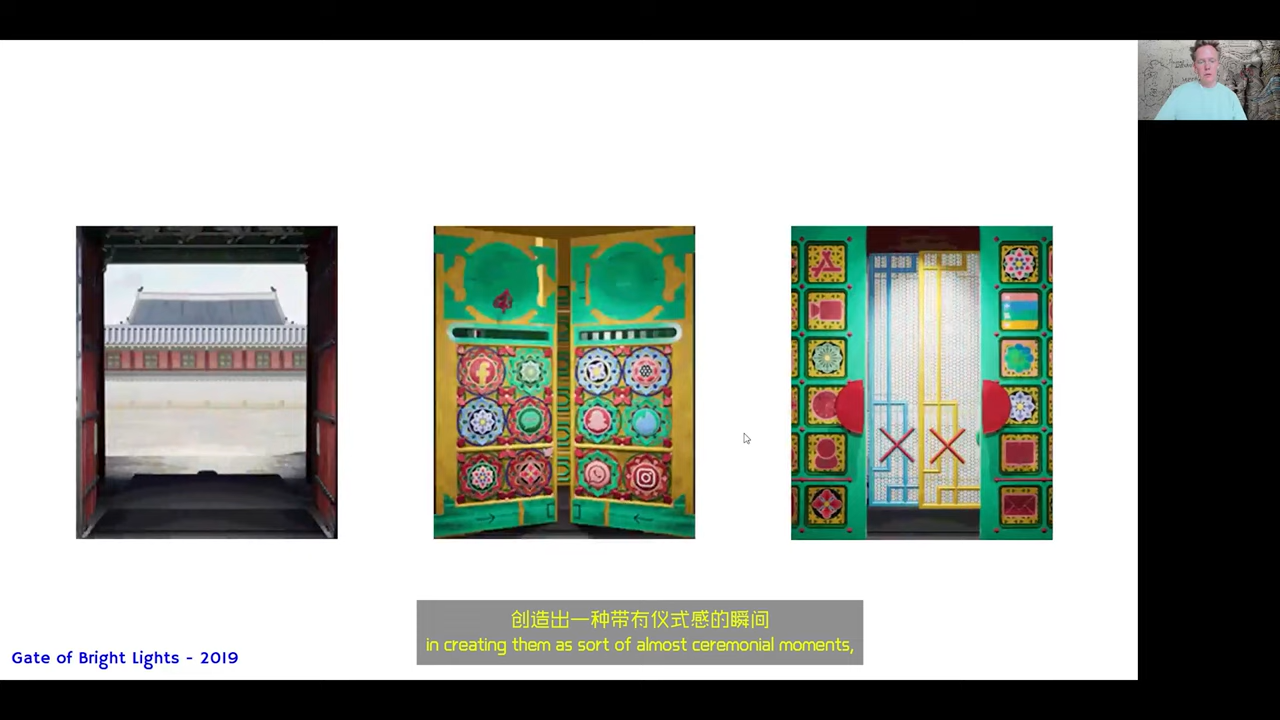 创造出一种带有仪式感的瞬间
in creating them as sort of almost ceremonial moments,
Gate of Bright Lights - 2019